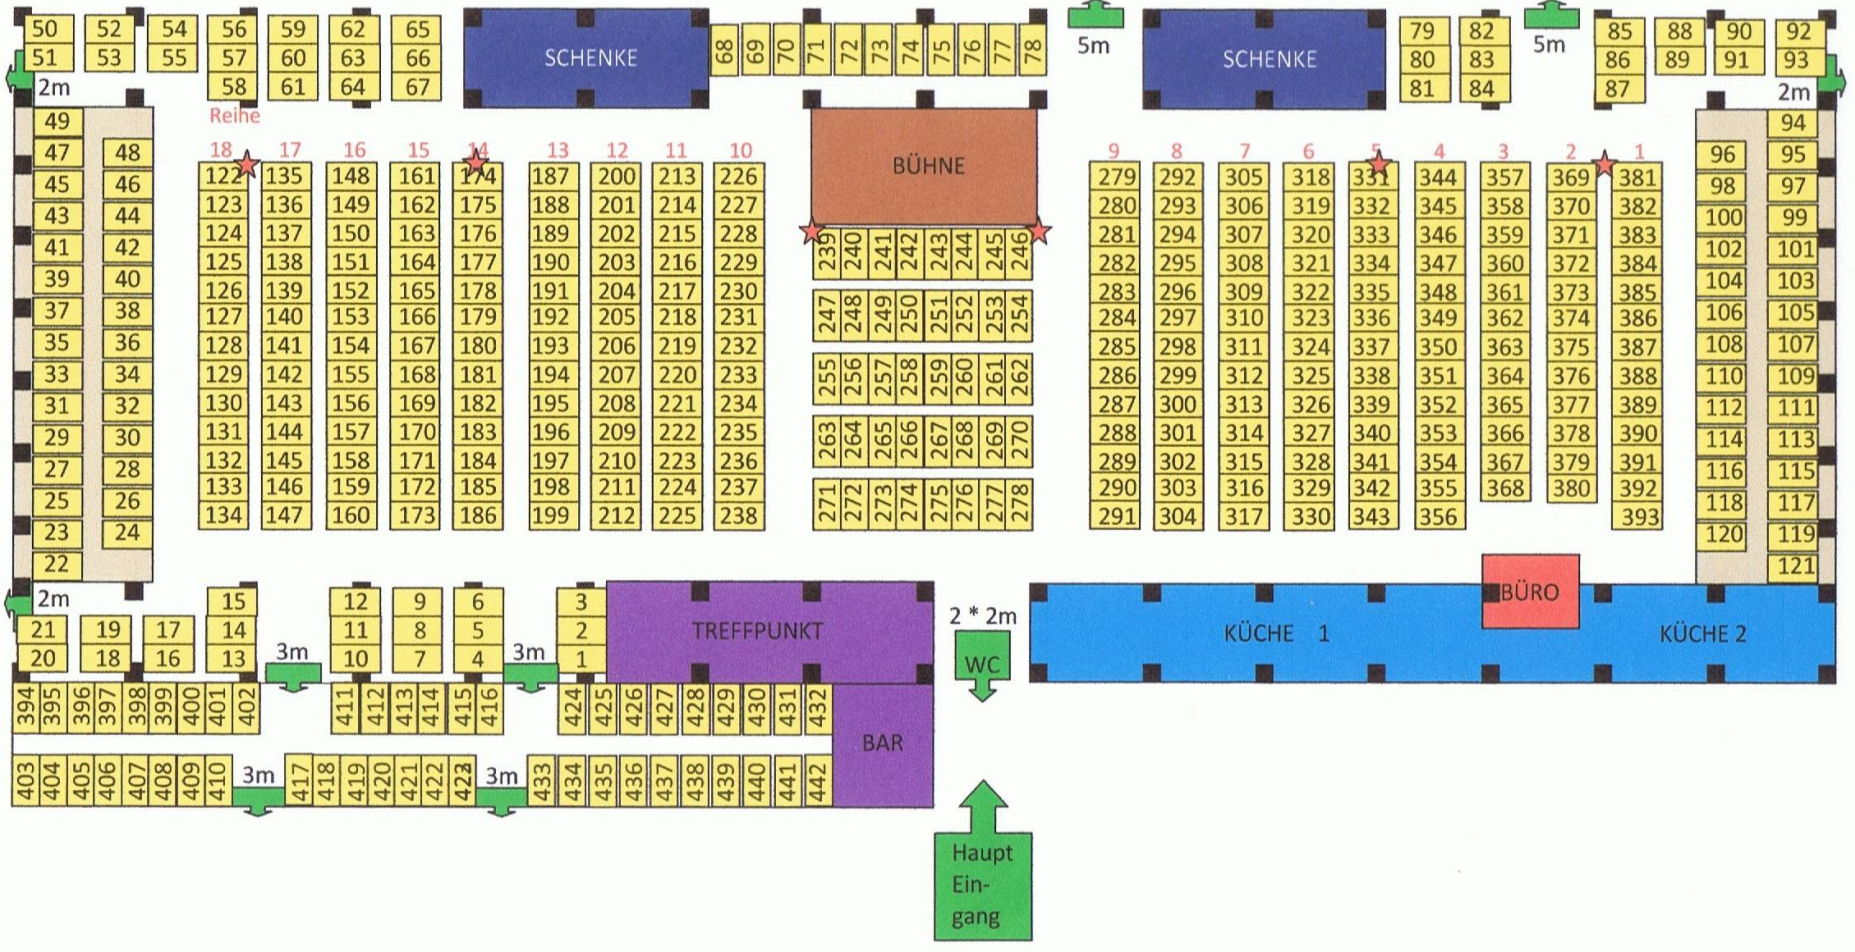 50 52 54 56 59 62 65 SCHENKE 68 69 70 71 72 73 74 75 76 77 78 5m SCHENKE 79 82 5m 85 88 90 92
51 53 55 57 60 63 66 80 83 86 89 91 93
2m 58 61 64 67 81 84 87 2m
Reihe
49 94
18 17 16 15 14 13 12 11 10 BÜHNE 9 8 7 6 5 4 3 2 1
47 48 96 95
122 135 148 161 174 187 200 213 226 279 292 305 318 331 344 357 369 381
45 46 98 97
123 136 149 162 175 188 201 214 227 280 293 306 319 332 345 358 370 382
43 44 100 99
124 137 150 163 176 189 202 215 228 239 240 241 242 243 244 245 246 281 294 307 320 333 346 359 371 383
41 42 102 101
125 138 151 164 177 190 203 216 229 282 295 308 321 334 347 360 372 384
39 40 104 103
126 139 152 165 178 191 204 217 230 283 296 309 322 335 348 361 373 385
37 38 106 105
127 140 153 166 179 192 205 218 231 247 248 249 250 251 252 253 254 284 297 310 323 336 349 362 374 386
35 36 108 107
128 141 154 167 180 193 206 219 232 285 298 311 324 337 350 363 375 387
33 34 110 109
129 142 155 168 181 194 207 220 233 255 256 257 258 259 260 261 262 286 299 312 325 338 351 364 376 388
31 32 112 111
130 143 156 169 182 195 208 221 234 287 300 313 326 339 352 365 377 389
29 30 114 113
131 144 157 170 183 196 209 222 235 263 264 265 266 267 268 269 270 288 301 314 327 340 353 366 378 390
27 28 116 115
132 145 158 171 184 197 210 223 236 289 302 315 328 341 354 367 379 391
25 26 118 117
133 146 159 172 185 198 211 224 237 290 303 316 329 342 355 368 380 392
134 147 160 173 186 199 212 225 238 271 272 273 274 275 276 277 278 291 304 317 330 343 356 393
23 24 120 119
22 121
2m 15 12 9 6 3 2 * 2m BÜRO
21 19 17 14 11 8 5 2 TREFFPUNKT KÜCHE 1 KÜCHE 2
20 18 16 13 3m 10 7 4 3m 1 WC
394 395 396 397 398 399 400 401 402 411 412 413 414 415 416 424 425 426 427 428 429 430 431 432
BAR
403 404 405 406 407 408 409 410 3m 417 418 419 420 421 422 423 3m 433 434 435 436 437 438 439 440 441 442
Haupt
Ein-
gang